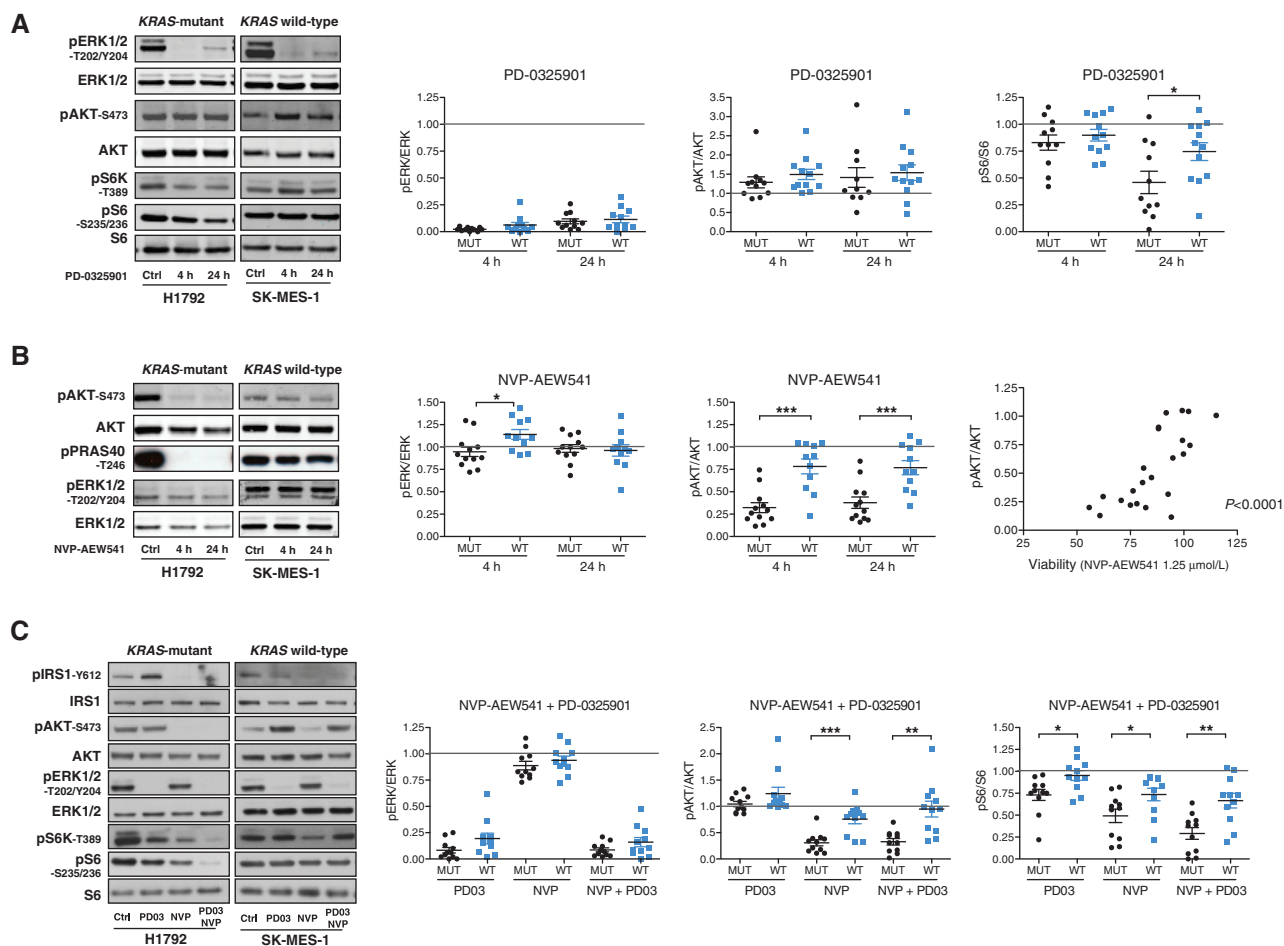 A
KRAS-mutant
KRAS wild-type
pERK1/2
-T202/Y204
ERK1/2
pAKT-S473
AKT
pS6K
-T389
pS6
-S235/236
S6
PD-0325901
Ctrl 4 h 24 h
Ctrl 4 h 24 h
H1792
SK-MES-1
PD-0325901
pERK/ERK
1.25
1.00
0.75
0.50
0.25
0.00
MUT WT MUT WT
4 h 24 h
PD-0325901
pAKT/AKT
3.5
3.0
2.5
2.0
1.5
1.0
0.5
0.0
MUT WT MUT WT
4 h 24 h
PD-0325901
*
pS6/S6
1.25
1.00
0.75
0.50
0.25
0.00
MUT WT MUT WT
4 h 24 h
B
KRAS-mutant
KRAS wild-type
pAKT-S473
AKT
pPRAS40
-T246
pERK1/2
-T202/Y204
ERK1/2
NVP-AEW541
Ctrl 4 h 24 h
Ctrl 4 h 24 h
H1792
SK-MES-1
NVP-AEW541
*
pERK/ERK
1.50
1.25
1.00
0.75
0.50
0.25
0.00
MUT WT MUT WT
4 h 24 h
NVP-AEW541
*** ***
pAKT/AKT
1.50
1.25
1.00
0.75
0.50
0.25
0.00
MUT WT MUT WT
4 h 24 h
pAKT/AKT
1.25
1.00
0.75
0.50
0.25
0.00
P<0.0001
25 50 75 100 125
Viability (NVP-AEW541 1.25 μmol/L)
C
KRAS-mutant
KRAS wild-type
pIRS1-Y612
IRS1
pAKT-S473
AKT
pERK1/2
-T202/Y204
ERK1/2
pS6K-T389
pS6
-S235/236
S6
Ctrl PD03 NVP PD03
NVP
Ctrl PD03 NVP PD03
NVP
H1792
SK-MES-1
NVP-AEW541 + PD-0325901
pERK/ERK
1.50
1.25
1.00
0.75
0.50
0.25
0.00
MUT WT MUT WT MUT WT
PD03 NVP NVP + PD03
NVP-AEW541 + PD-0325901
*** **
pAKT/AKT
2.5
2.0
1.5
1.0
0.5
0.0
MUT WT MUT WT MUT WT
PD03 NVP NVP + PD03
NVP-AEW541 + PD-0325901
* * **
pS6/S6
1.50
1.25
1.00
0.75
0.50
0.25
0.00
MUT WT MUT WT MUT WT
PD03 NVP NVP + PD03